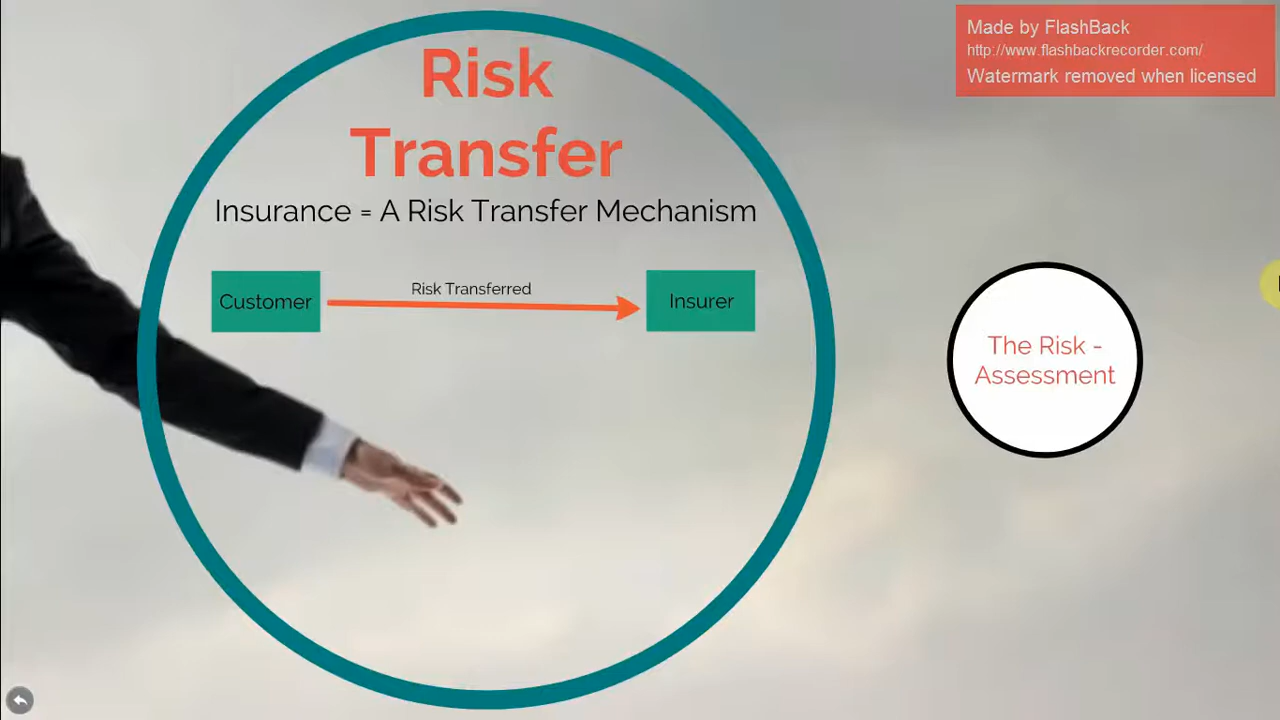 Risk
Transfer
Insurance = A Risk Transfer Mechanism
Customer
Risk Transferred
Insurer
The Risk -
Assessment
Made by FlashBack
http://www.flashbackrecorder.com/
Watermark removed when licensed